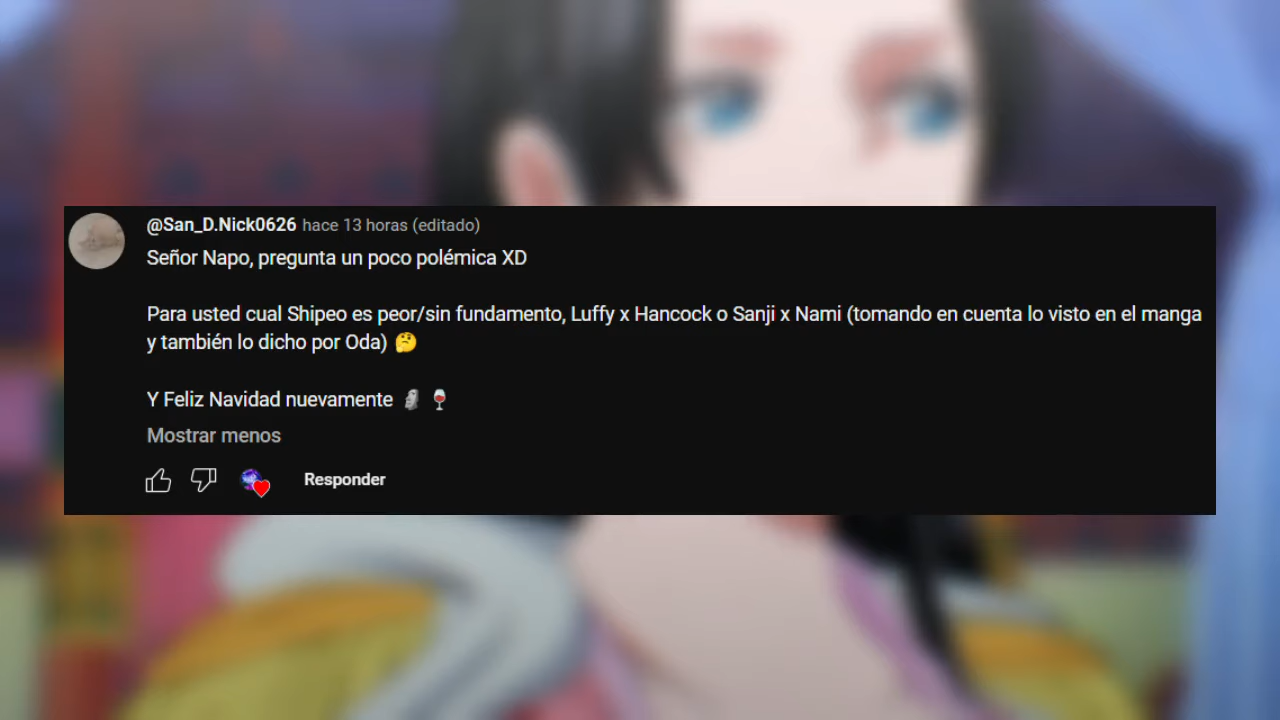 @San_D.Nick0626 hace 13 horas (editado)
Señor Napo, pregunta un poco polémica XD
Para usted cual Shipeo es peor/sin fundamento, Luffy x Hancock o Sanji x Nami (tomando en cuenta lo visto en el manga
y también lo dicho por Oda) 🤔
Y Feliz Navidad nuevamente 🗿🍷
Mostrar menos
Responder